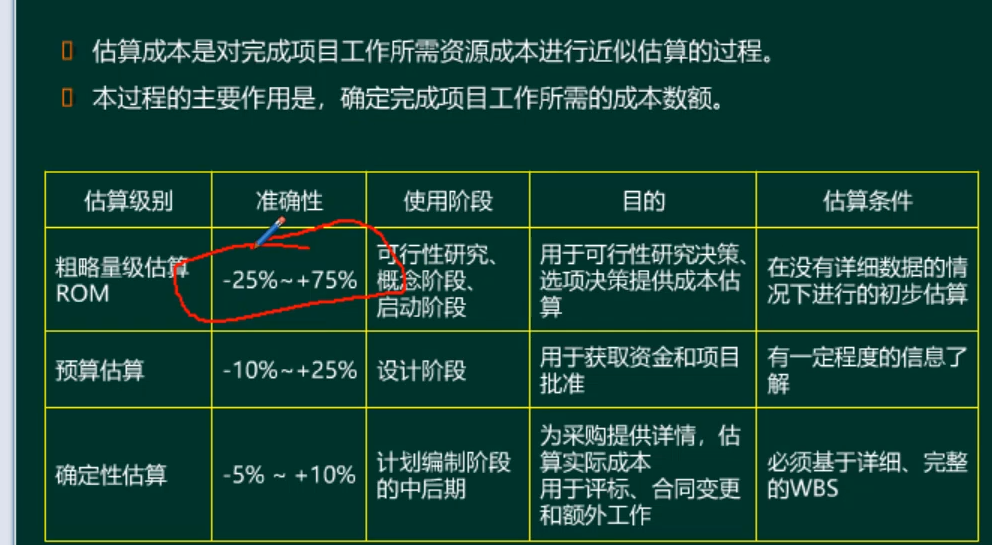 估算成本是对完成项目工作所需资源成本进行近似估算的过程。
本过程的主要作用是，确定完成项目工作所需的成本数额。
估算级别 准确性 使用阶段 目的 估算条件
粗略量级估算
ROM
-25%~+75%
可行性研究、
概念阶段、
启动阶段
用于可行性研究决策、
选项决策提供成本估
算
在没有详细数据的情
况下进行的初步估算
预算估算
-10%~+25%
设计阶段
用于获取资金和项目
批准
有一定程度的信息了
解
确定性估算
-5% ~ +10%
计划编制阶段
的中后期
为采购提供详情，估
算实际成本
用于评标、合同变更
和额外工作
必须基于详细、完整
的WBS